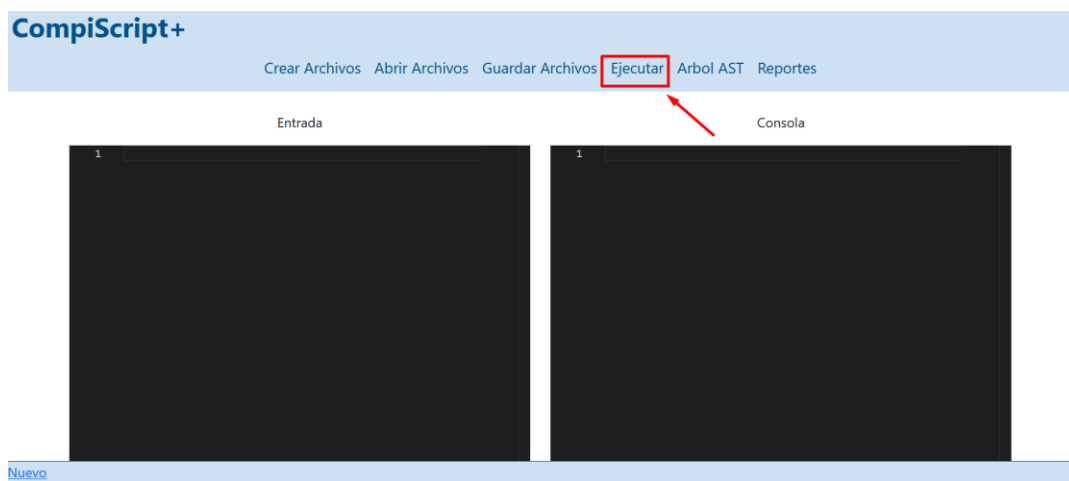 CompiScript+
Crear Archivos Abrir Archivos Guardar Archivos Ejecutar Arbol AST Reportes
Entrada Consola
1 1
Nuevo